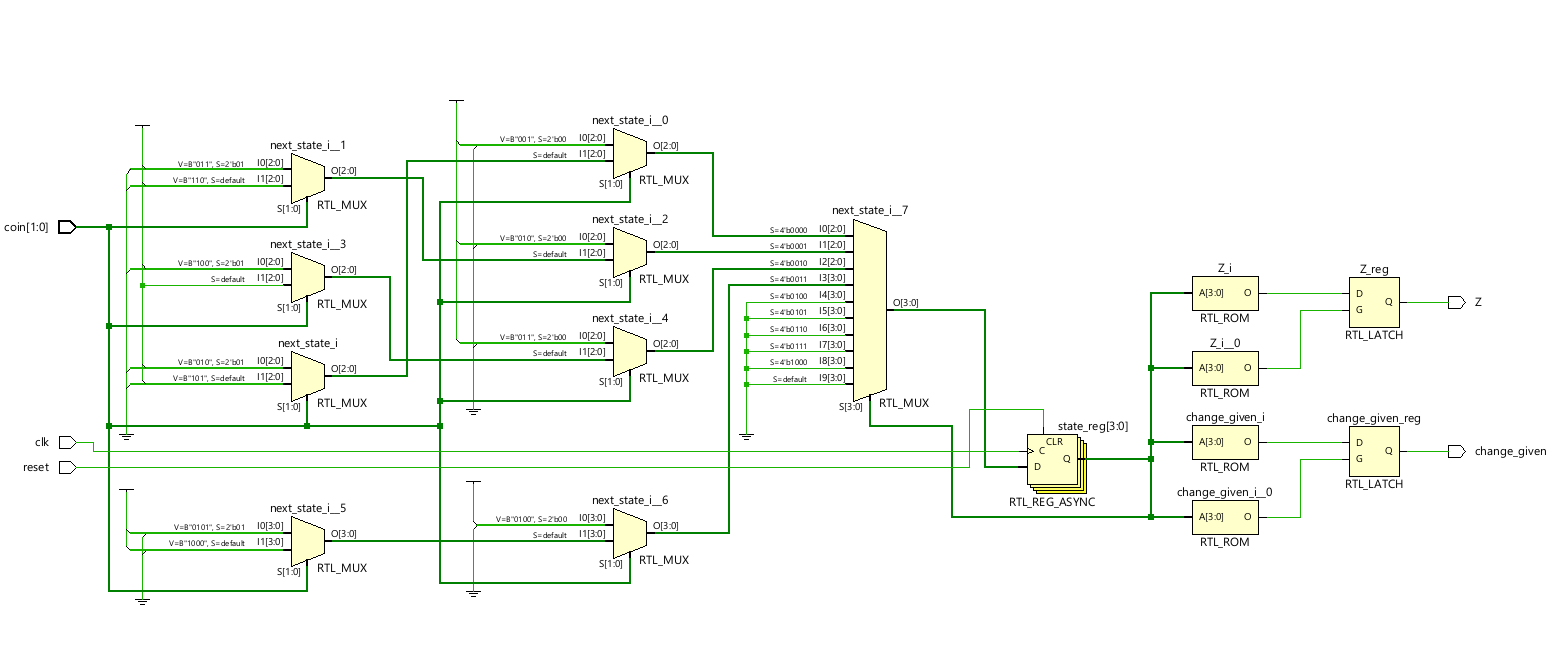 next_state_i__1
V=B"011", S=2'b01 I0[2:0]
V=B"110", S=default I1[2:0]
O[2:0]
S[1:0]
RTL_MUX
coin[1:0]
next_state_i__3
V=B"100", S=2'b01 I0[2:0]
S=default I1[2:0]
O[2:0]
S[1:0]
RTL_MUX
next_state_i
V=B"010", S=2'b01 I0[2:0]
V=B"101", S=default I1[2:0]
O[2:0]
S[1:0]
RTL_MUX
clk
reset
next_state_i__5
V=B"0101", S=2'b01 I0[3:0]
V=B"1000", S=default I1[3:0]
O[3:0]
S[1:0]
RTL_MUX
next_state_i__0
V=B"001", S=2'b00 I0[2:0]
S=default I1[2:0]
O[2:0]
S[1:0]
RTL_MUX
next_state_i__2
V=B"010", S=2'b00 I0[2:0]
S=default I1[2:0]
O[2:0]
S[1:0]
RTL_MUX
next_state_i__4
V=B"011", S=2'b00 I0[2:0]
S=default I1[2:0]
O[2:0]
S[1:0]
RTL_MUX
next_state_i__6
V=B"0100", S=2'b00 I0[3:0]
S=default I1[3:0]
O[3:0]
S[1:0]
RTL_MUX
next_state_i__7
S=4'b0000 I0[2:0]
S=4'b0001 I1[2:0]
S=4'b0010 I2[2:0]
S=4'b0011 I3[3:0]
S=4'b0100 I4[3:0]
S=4'b0101 I5[3:0]
S=4'b0110 I6[3:0]
S=4'b0111 I7[3:0]
S=4'b1000 I8[3:0]
S=default I9[3:0]
O[3:0]
S[3:0]
RTL_MUX
state_reg[3:0]
CLR
C
Q
D
RTL_REG_ASYNC
Z_i
A[3:0] O
RTL_ROM
Z_i__0
A[3:0] O
RTL_ROM
change_given_i
A[3:0] O
RTL_ROM
change_given_i__0
A[3:0] O
RTL_ROM
Z_reg
D
Q
G
RTL_LATCH
Z
change_given_reg
D
Q
G
RTL_LATCH
change_given